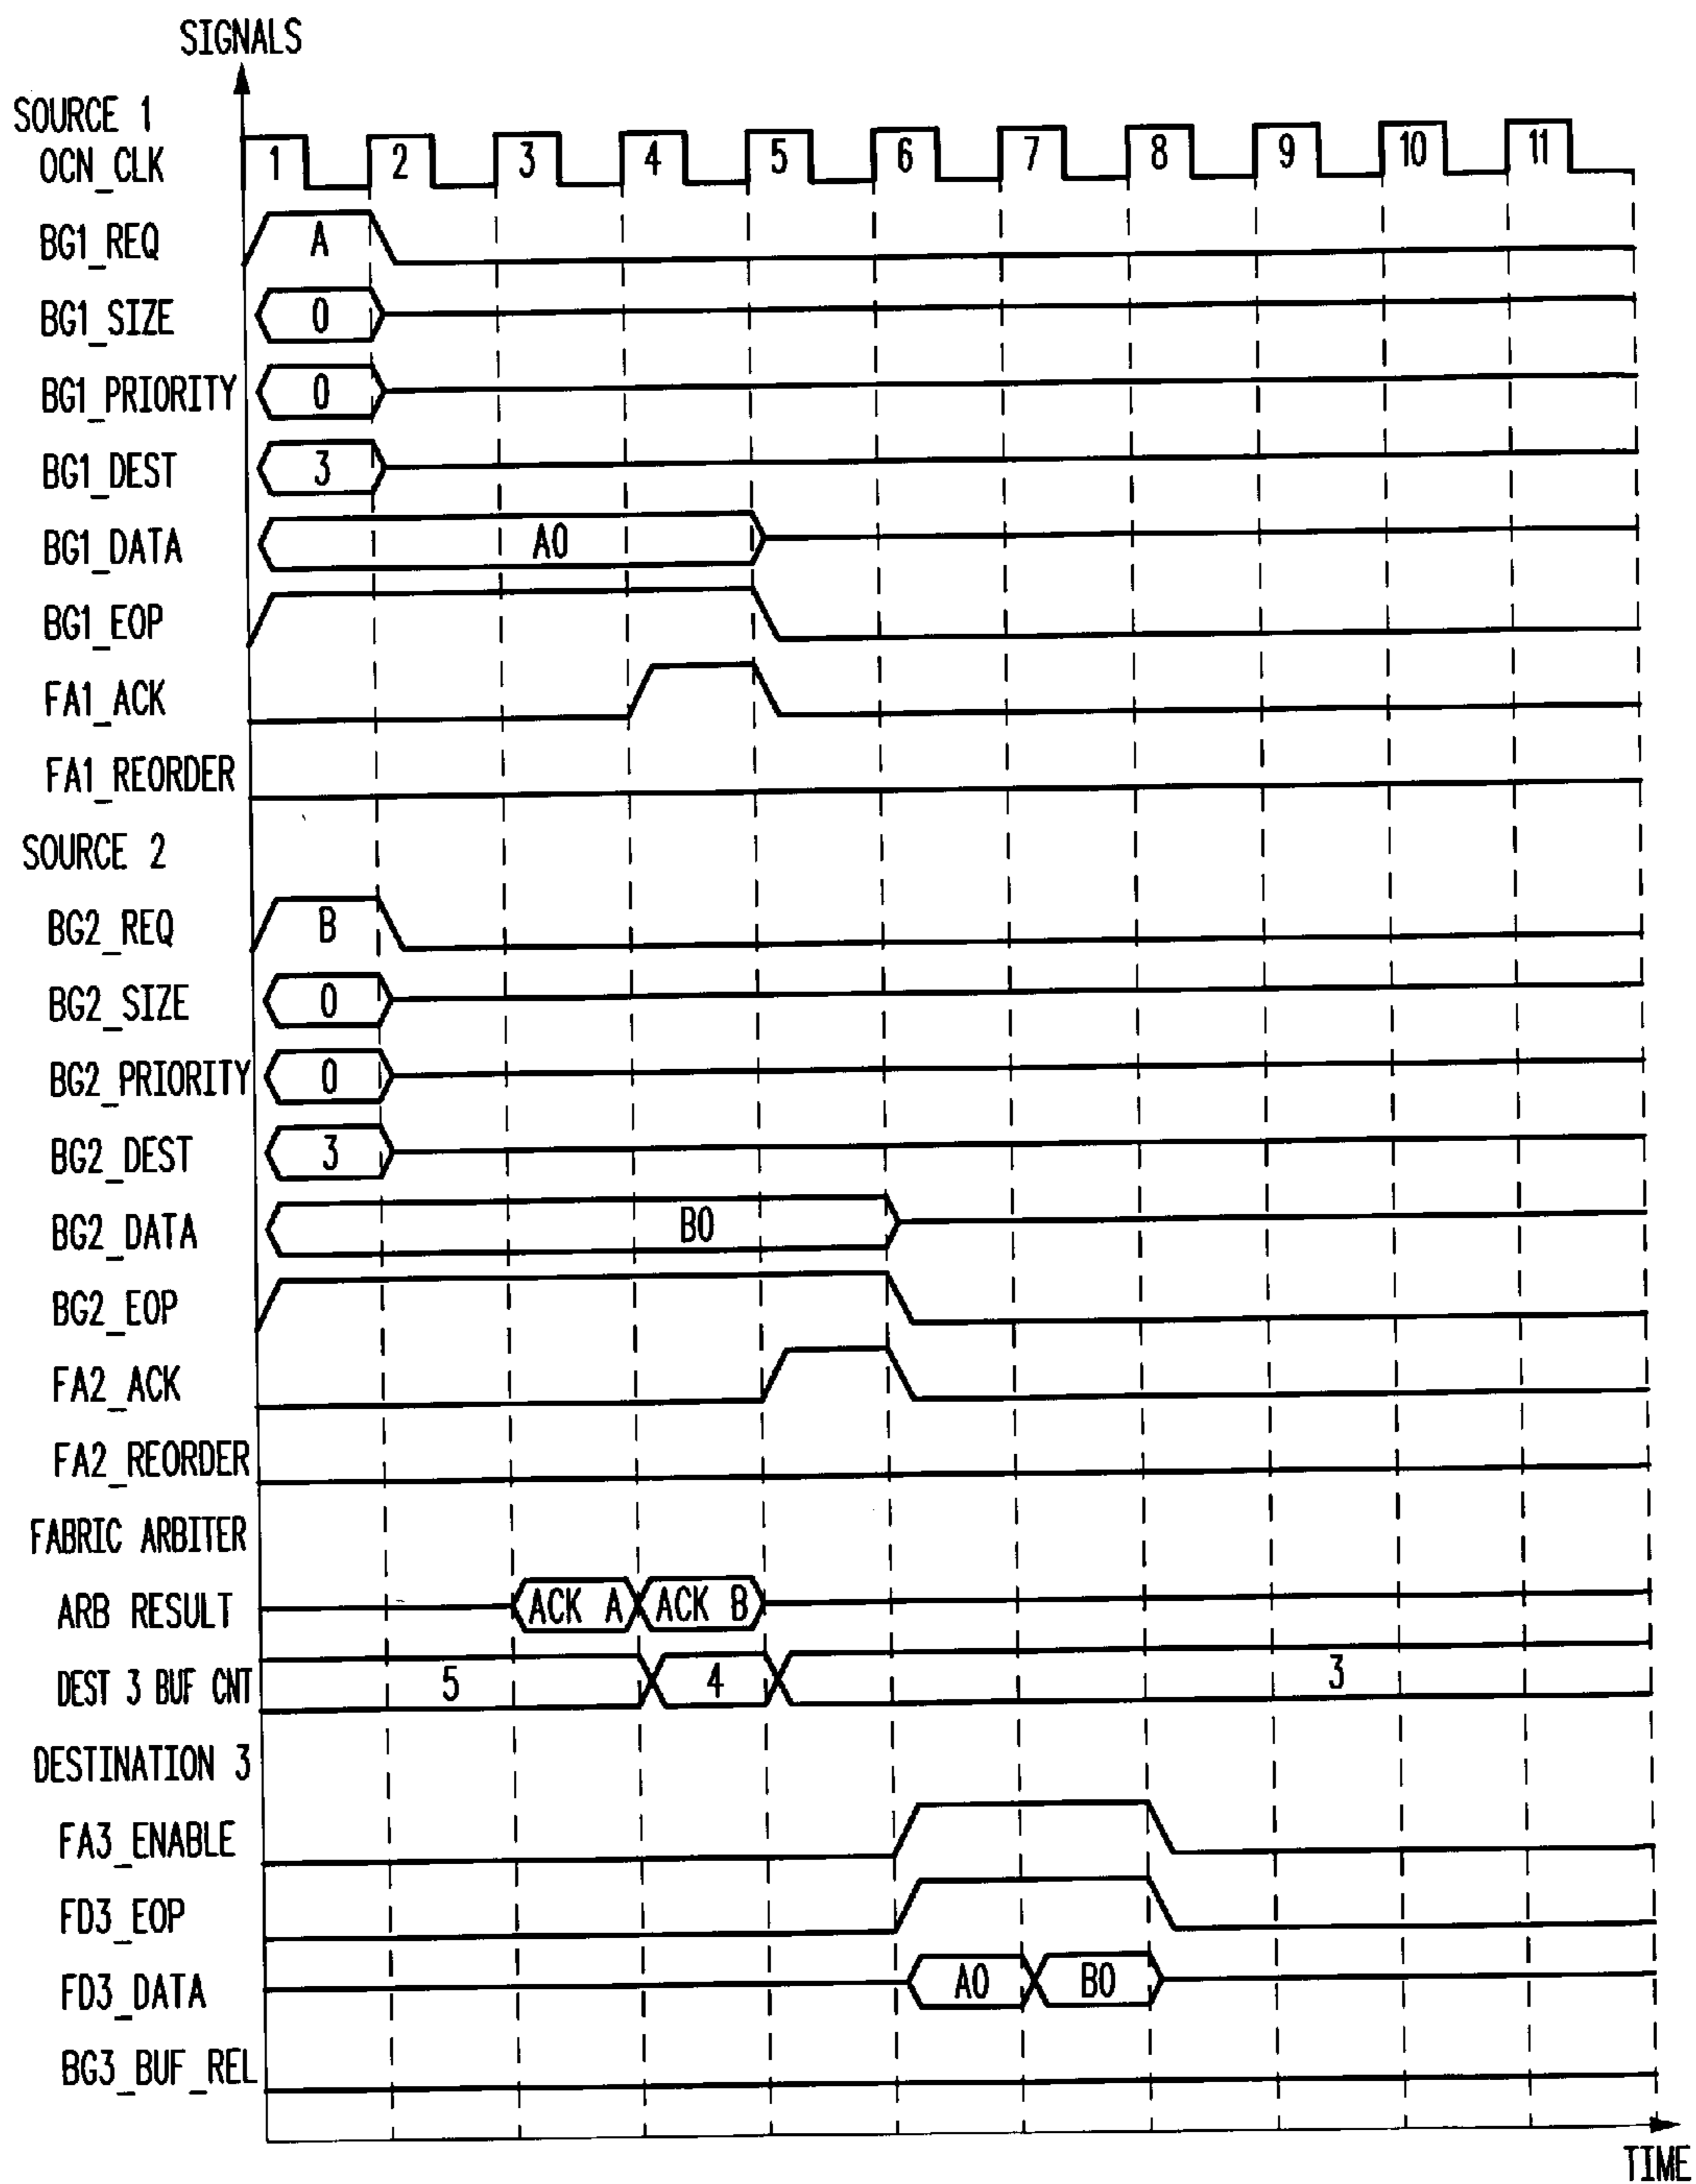 SIGNALS
SOURCE 1
OCN_CLK 1 2 3 4 5 6 7 8 9 10 11
BG1_REQ A
BG1_SIZE 0
BG1_PRIORITY 0
BG1_DEST 3
BG1_DATA A0
BG1_EOP
FA1_ACK
FA1_REORDER
SOURCE 2
BG2_REQ B
BG2_SIZE 0
BG2_PRIORITY 0
BG2_DEST 3
BG2_DATA B0
BG2_EOP
FA2_ACK
FA2_REORDER
FABRIC ARBITER
ARB RESULT ACK A ACK B
DEST 3 BUF CNT 5 4 3
DESTINATION 3
FA3_ENABLE
FD3_EOP
FD3_DATA A0 B0
BG3_BUF_REL
TIME